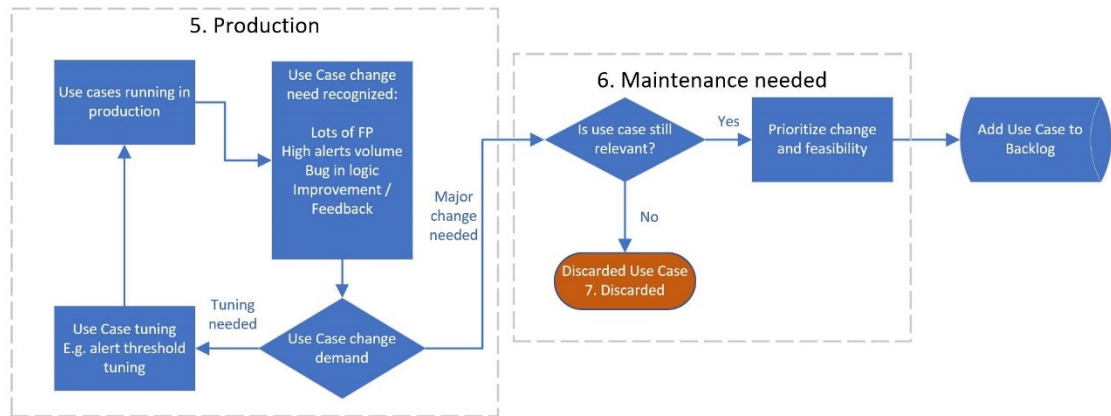 5. Production
Use cases running in
production
Use Case change
need recognized:
Lots of FP
High alerts volume
Bug in logic
Improvement /
Feedback
Use Case change
demand
Tuning
needed
Use Case tuning
E.g. alert threshold
tuning
Major
change
needed
6. Maintenance needed
Is use case still
relevant?
Yes
Prioritize change
and feasibility
Add Use Case to
Backlog
No
Discarded Use Case
7. Discarded